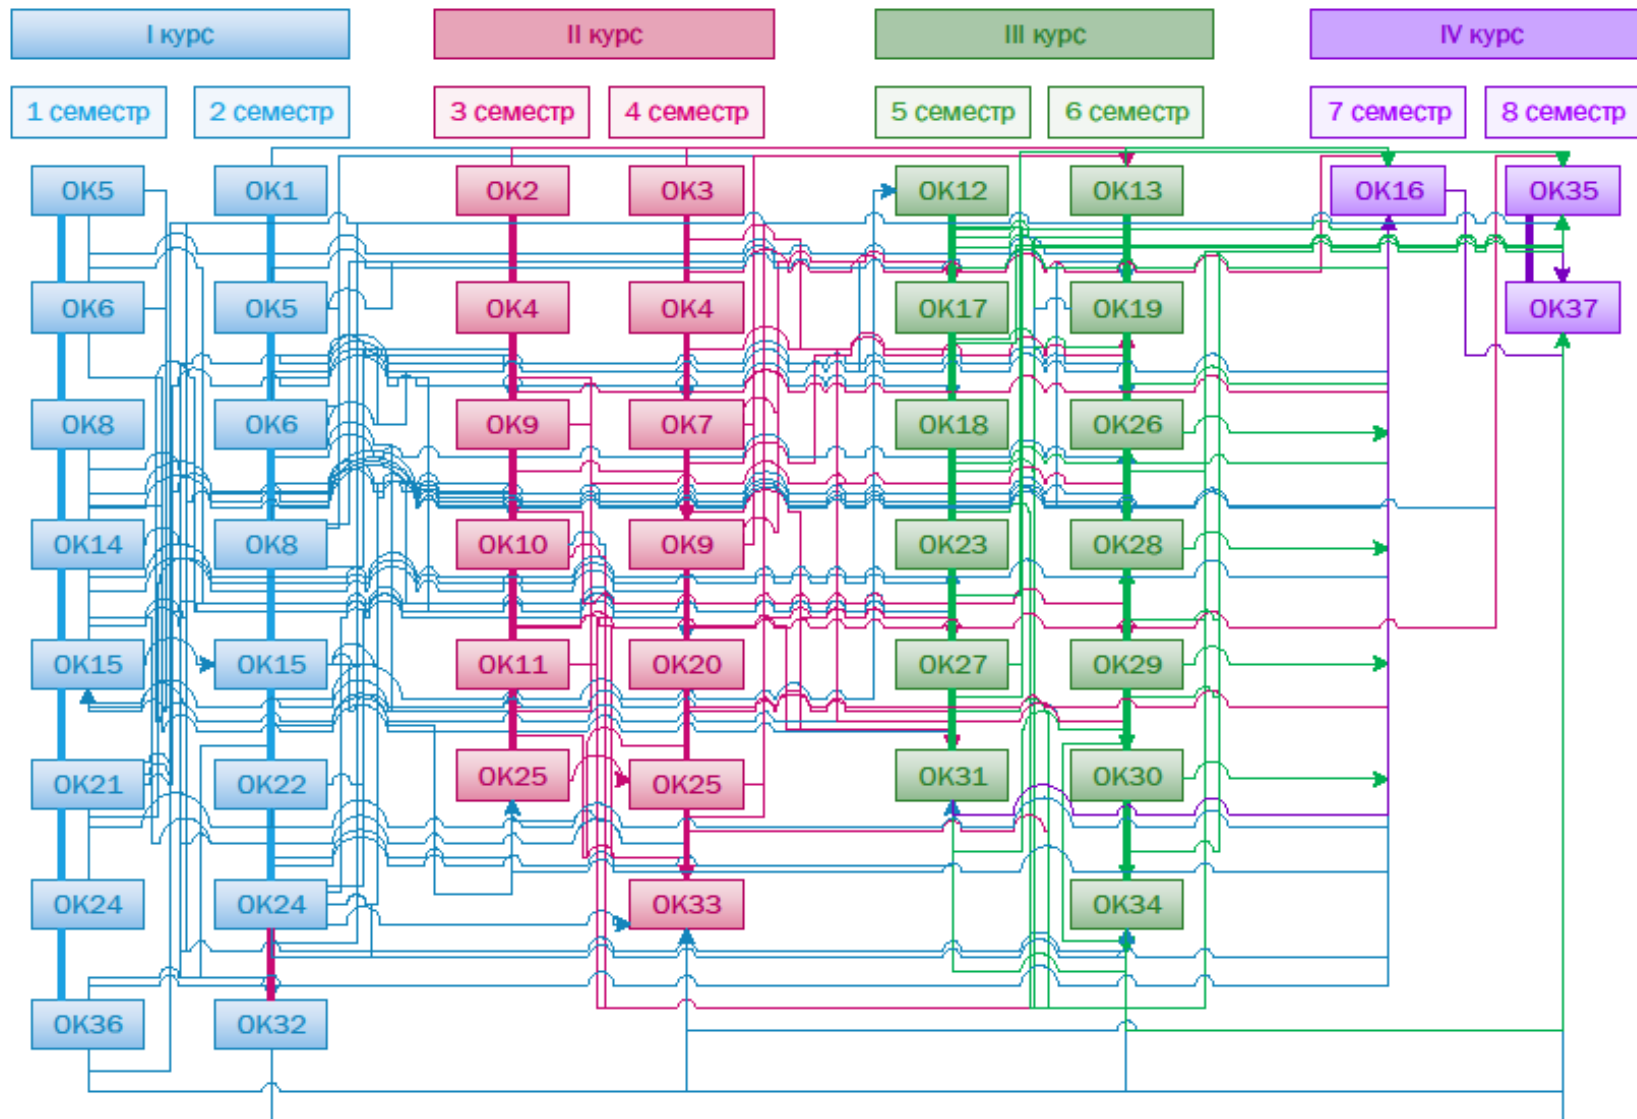 I курс II курс III курс IV курс
1 семестр 2 семестр 3 семестр 4 семестр 5 семестр 6 семестр 7 семестр 8 семестр
ОК5 ОК1 ОК2 ОК3 ОК12 ОК13 ОК16 ОК35
ОК6 ОК5 ОК4 ОК4 ОК17 ОК19 ОК37
ОК8 ОК6 ОК9 ОК7 ОК18 ОК26
ОК14 ОК8 ОК10 ОК9 ОК23 ОК28
ОК15 ОК15 ОК11 ОК20 ОК27 ОК29
ОК21 ОК22 ОК25 ОК25 ОК31 ОК30
ОК24 ОК24 ОК33 ОК34
ОК36 ОК32